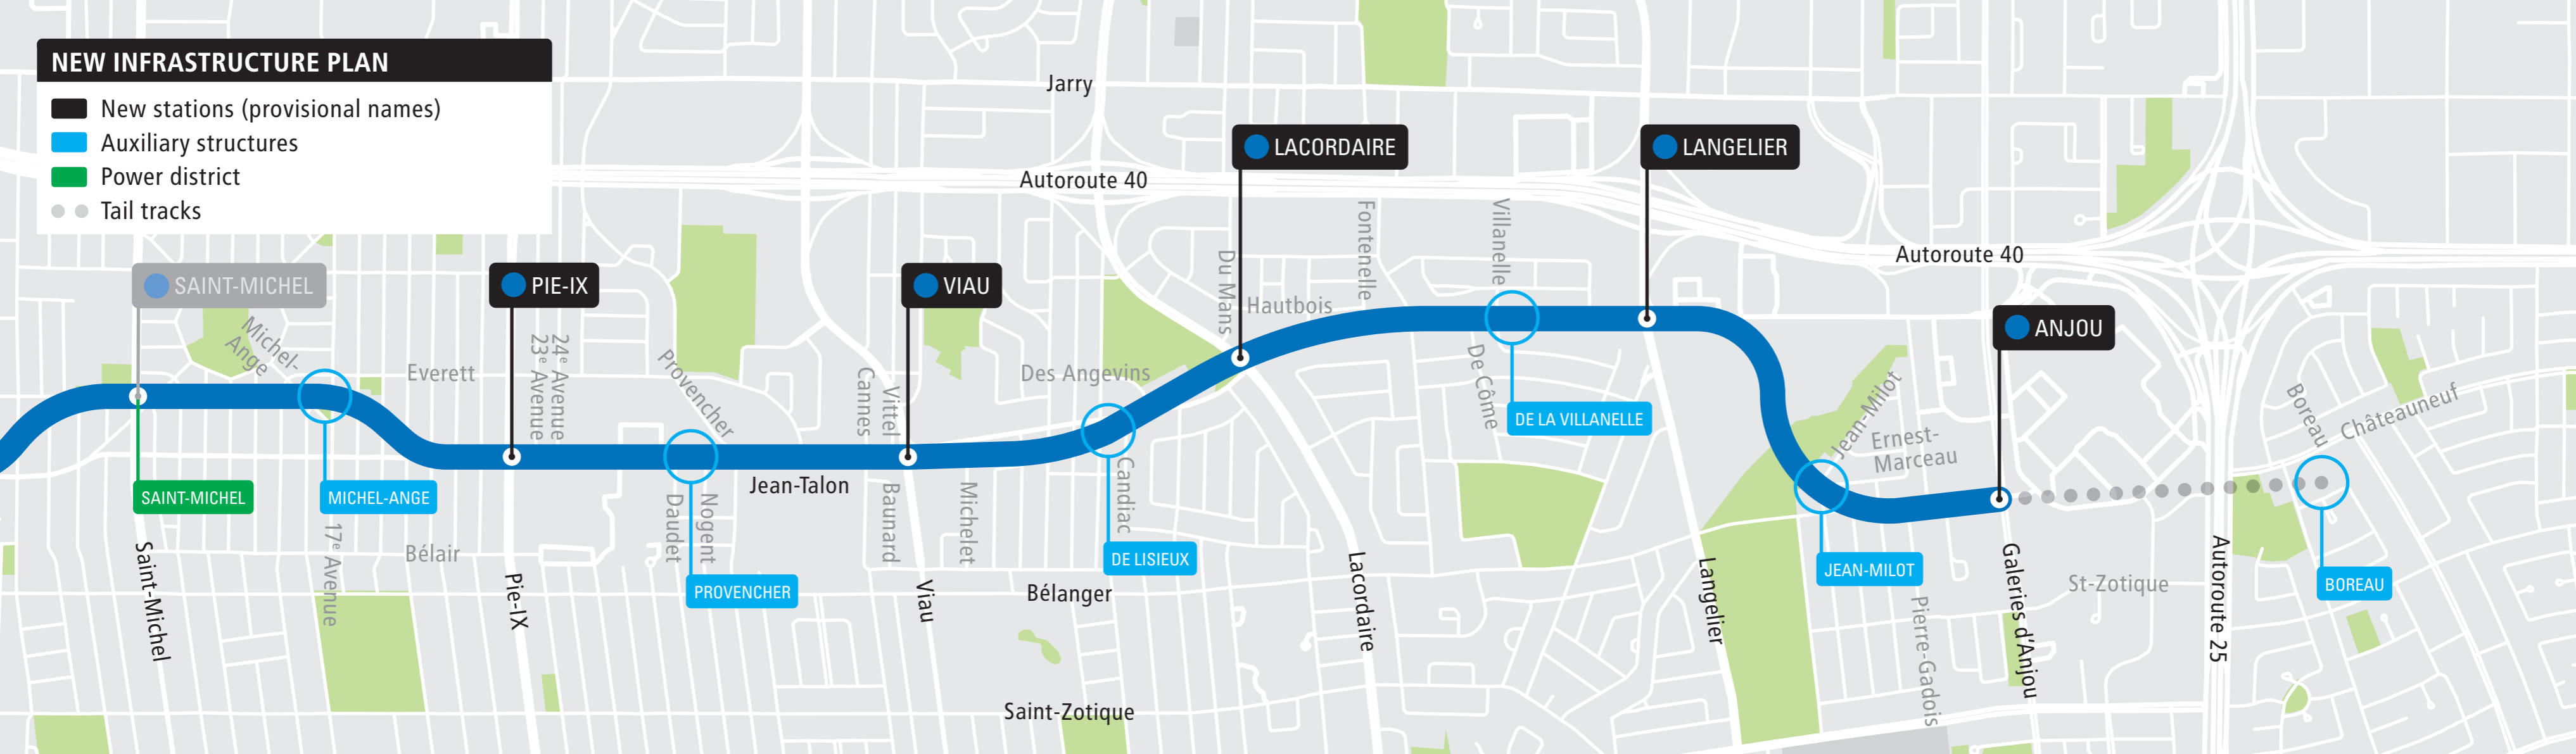 NEW INFRASTRUCTURE PLAN
New stations (provisional names)
Auxiliary structures
Power district
Tail tracks
Jarry
Autoroute 40
LACORDAIRE
LANGELIER
Autoroute 40
SAINT-MICHEL
PIE-IX
VIAU
ANJOU
Michel-
Ange
Everett
23e Avenue
24e Avenue
Provencher
Cannes
Vittel
Des Angevins
Du Mans
Hautbois
Fontenelle
Villanelle
De Côme
DE LA VILLANELLE
Jean-Milot
Ernest-
Marceau
Boreau
Châteauneuf
SAINT-MICHEL
MICHEL-ANGE
17e Avenue
Bélair
Daudet
Nogent
Jean-Talon
Baunard
Michelet
Candiac
DE LISIEUX
PROVENCHER
JEAN-MILOT
BOREAU
Saint-Michel
Pie-IX
Viau
Bélanger
Lacordaire
Langelier
Pierre-Gadois
Galeries d'Anjou
St-Zotique
Autoroute 25
Saint-Zotique